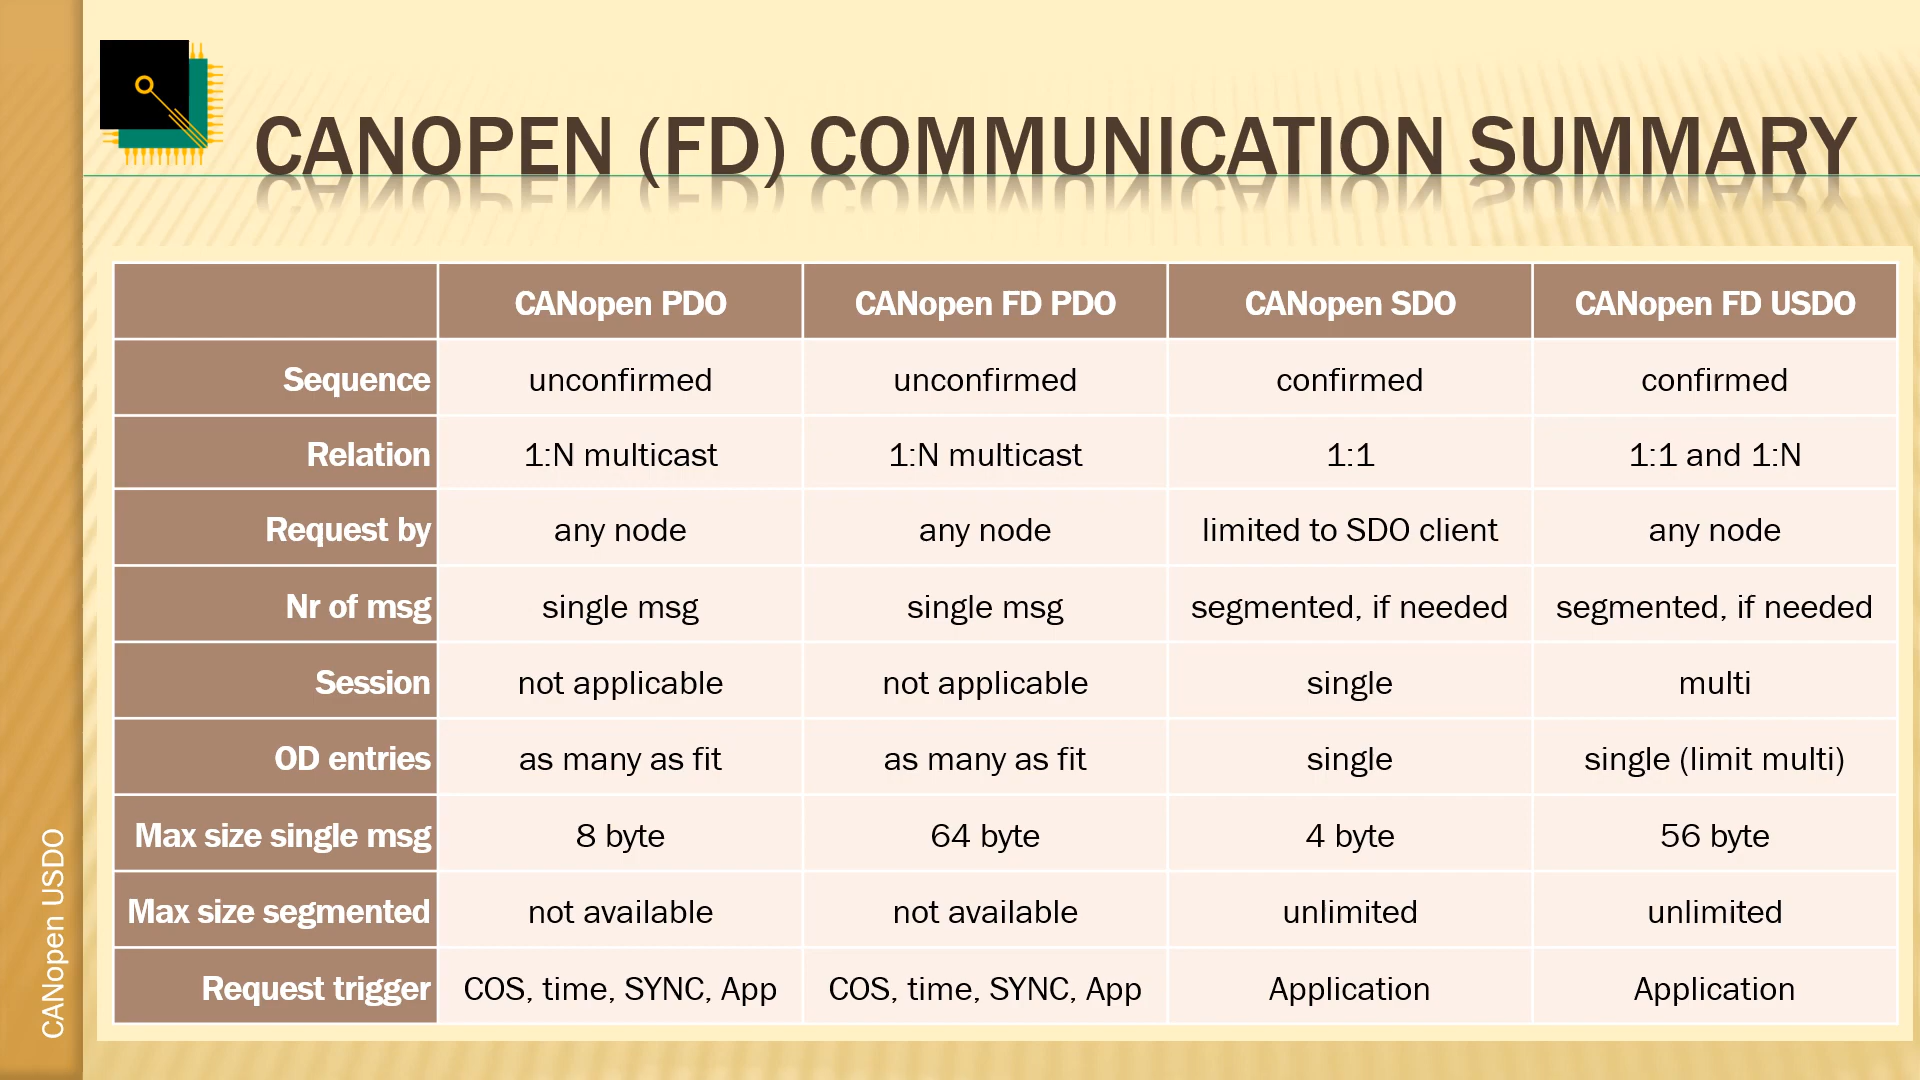 CANOPEN (FD) COMMUNICATION SUMMARY
CANopen PDO CANopen FD PDO CANopen SDO CANopen FD USDO
Sequence unconfirmed unconfirmed confirmed confirmed
Relation 1:N multicast 1:N multicast 1:1 1:1 and 1:N
Request by any node any node limited to SDO client any node
Nr of msg single msg single msg segmented, if needed segmented, if needed
Session not applicable not applicable single multi
OD entries as many as fit as many as fit single single (limit multi)
Max size single msg 8 byte 64 byte 4 byte 56 byte
Max size segmented not available not available unlimited unlimited
Request trigger COS, time, SYNC, App COS, time, SYNC, App Application Application
CANopen USDO